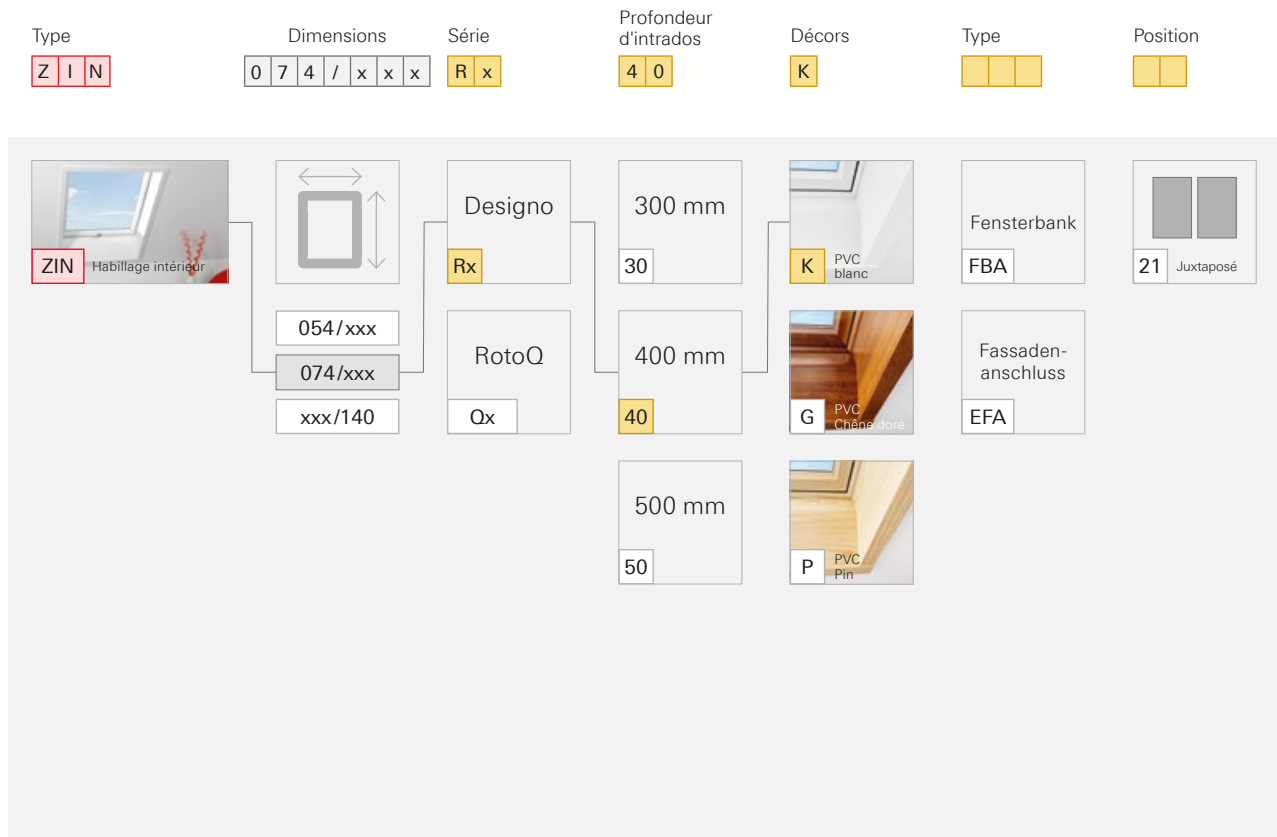 Type
Dimensions
Série
Profondeur
d'intrados
Décors
Type
Position
Z I N
0 7 4 / x x x
R x
4 0
K
ZIN Habillage intérieur
054/xxx
074/xxx
xxx/140
Designo
Rx
RotoQ
Qx
300 mm
30
400 mm
40
500 mm
50
K PVC
blanc
G PVC
Chêne doré
P PVC
Pin
Fensterbank
FBA
Fassaden-
anschluss
EFA
21 Juxtaposé